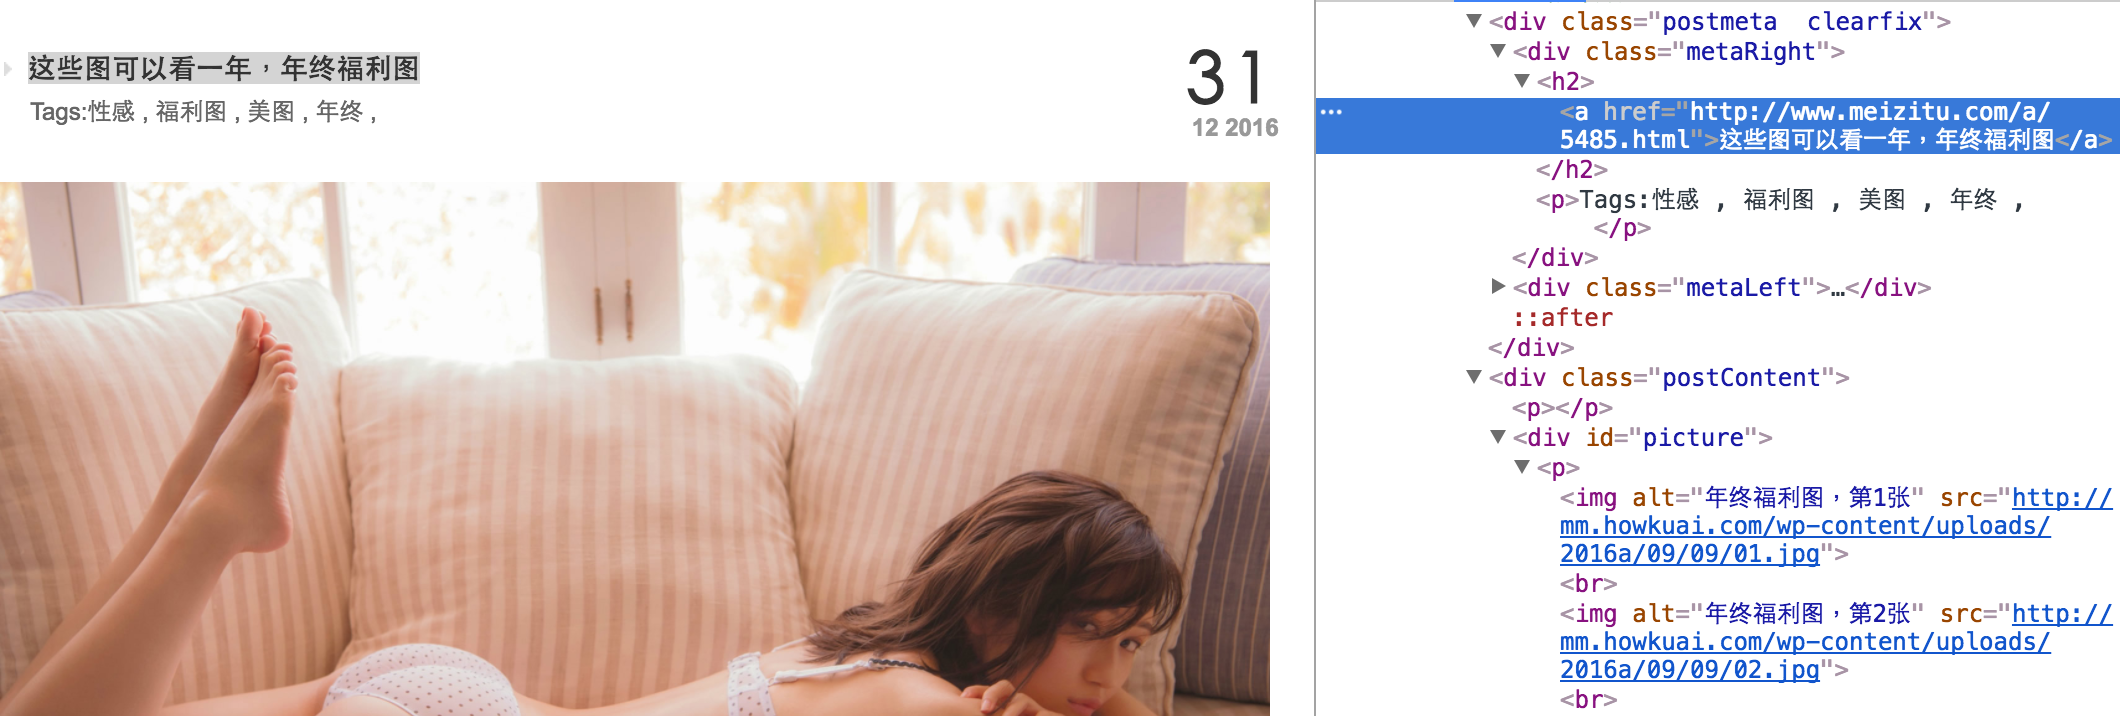 这些图可以看一年，年终福利图
Tags:性感 , 福利图 , 美图 , 年终 ,
31
12 2016
<div class="postmeta  clearfix">
<div class="metaRight">
<h2>
<a href="http://www.meizitu.com/a/
5485.html">这些图可以看一年，年终福利图</a>
</h2>
<p>Tags:性感 , 福利图 , 美图 , 年终 ,
</p>
</div>
<div class="metaLeft">…</div>
::after
</div>
<div class="postContent">
<p></p>
<div id="picture">
<p>
<img alt="年终福利图，第1张" src="http://
mm.howkuai.com/wp-content/uploads/
2016a/09/09/01.jpg">
<br>
<img alt="年终福利图，第2张" src="http://
mm.howkuai.com/wp-content/uploads/
2016a/09/09/02.jpg">
<br>